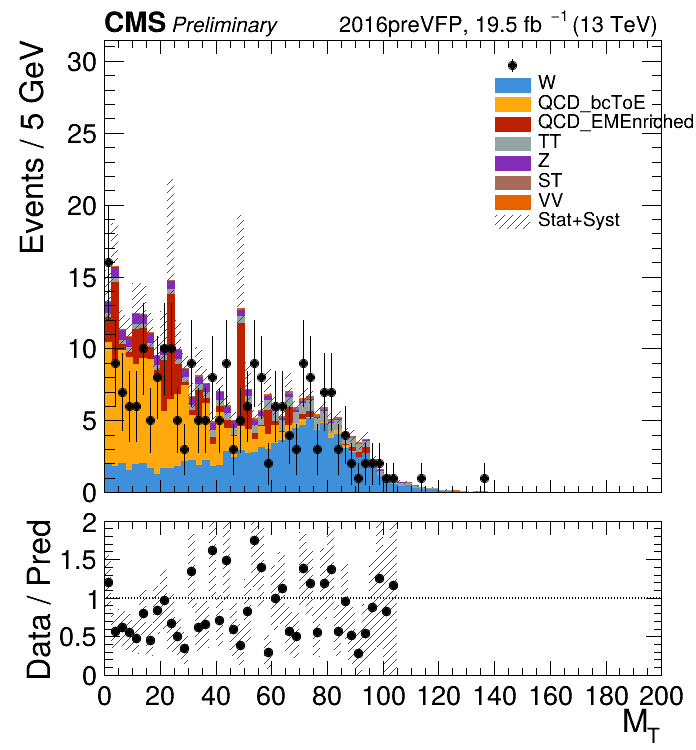 CMS Preliminary 2016preVFP, 19.5 fb⁻¹ (13 TeV)
Events / 5 GeV
30
25
20
15
10
5
0
W
QCD_bcToE
QCD_EMEnriched
TT
Z
ST
VV
Stat+Syst
Data / Pred
2
1.5
1
0.5
0
0 20 40 60 80 100 120 140 160 180 200
M_T